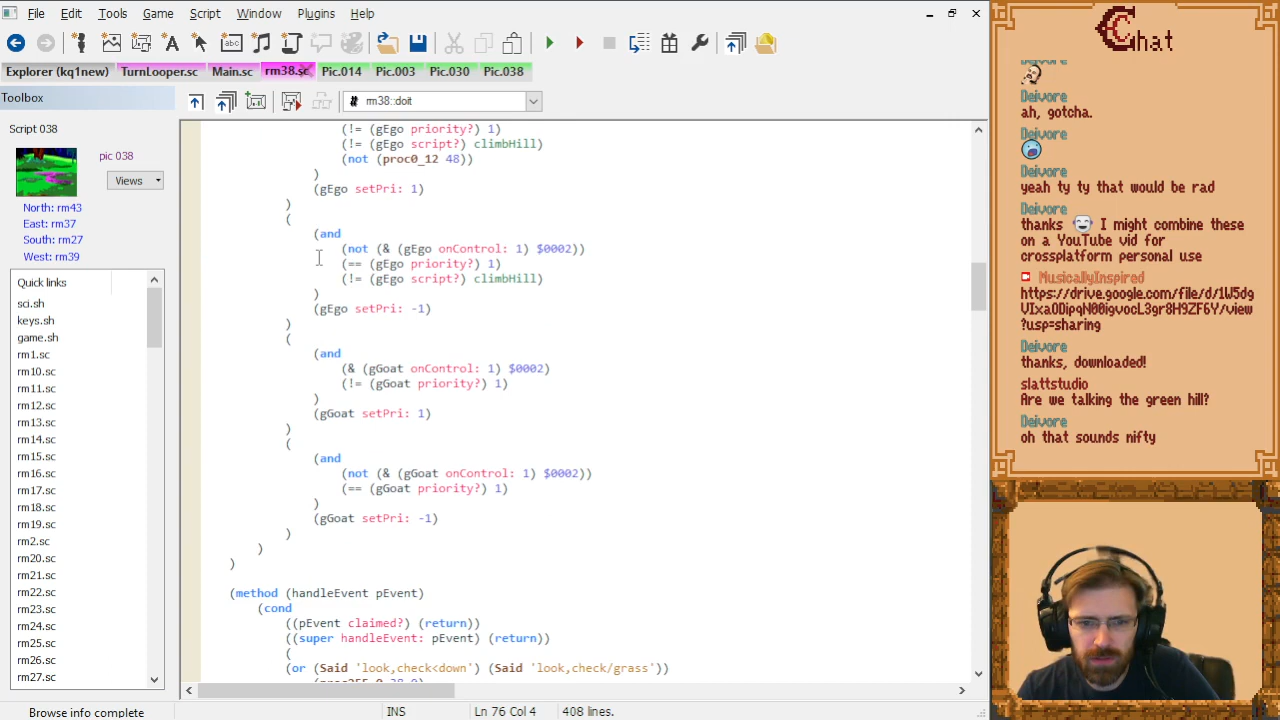 File Edit Tools Game Script Window Plugins Help
Explorer (kq1new) TurnLooper.sc Main.sc rm38.sc Pic.014 Pic.003 Pic.030 Pic.038
Toolbox
rm38::doit
Script 038
pic 038
Views
North: rm43
East: rm37
South: rm27
West: rm39
Quick links
sci.sh
keys.sh
game.sh
rm1.sc
rm10.sc
rm11.sc
rm12.sc
rm13.sc
rm14.sc
rm15.sc
rm16.sc
rm17.sc
rm18.sc
rm19.sc
rm2.sc
rm20.sc
rm21.sc
rm22.sc
rm23.sc
rm24.sc
rm25.sc
rm26.sc
rm27.sc
(!= (gEgo priority?) 1)
(!= (gEgo script?) climbHill)
(not (proc0_12 48))
)
(gEgo setPri: 1)
)
(
(and
(not (& (gEgo onControl: 1) $0002))
(== (gEgo priority?) 1)
(!= (gEgo script?) climbHill)
)
(gEgo setPri: -1)
)
(
(and
(& (gGoat onControl: 1) $0002)
(!= (gGoat priority?) 1)
)
(gGoat setPri: 1)
)
(
(and
(not (& (gGoat onControl: 1) $0002))
(== (gGoat priority?) 1)
)
(gGoat setPri: -1)
)
)
)
(method (handleEvent pEvent)
(cond
((pEvent claimed?) (return))
((super handleEvent: pEvent) (return))
(
(or (Said 'look,check<down') (Said 'look,check/grass'))
(proc255_0 38 0)
Browse info complete
INS
Ln 76 Col 4
408 lines.
Chat
Deivore
Deivore
ah, gotcha.
Deivore
Deivore
yeah ty ty that would be rad
Deivore
thanks I might combine these
on a YouTube vid for
crossplatform personal use
MusicallyInspired
https://drive.google.com/file/d/1W5dg
VIxaODipqN00igvocL3gr8H9ZF6Y/view
?usp=sharing
Deivore
thanks, downloaded!
slattstudio
Are we talking the green hill?
Deivore
oh that sounds nifty